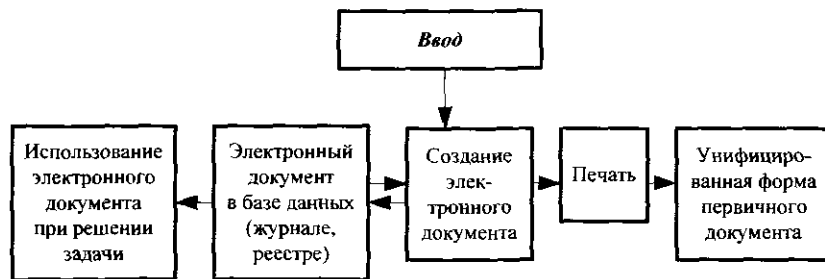 Ввод
Использование
электронного
документа
при решении
задачи
Электронный
документ
в базе данных
(журнале,
реестре)
Создание
элек-
тронного
документа
Печать
Унифициро-
ванная форма
первичного
документа